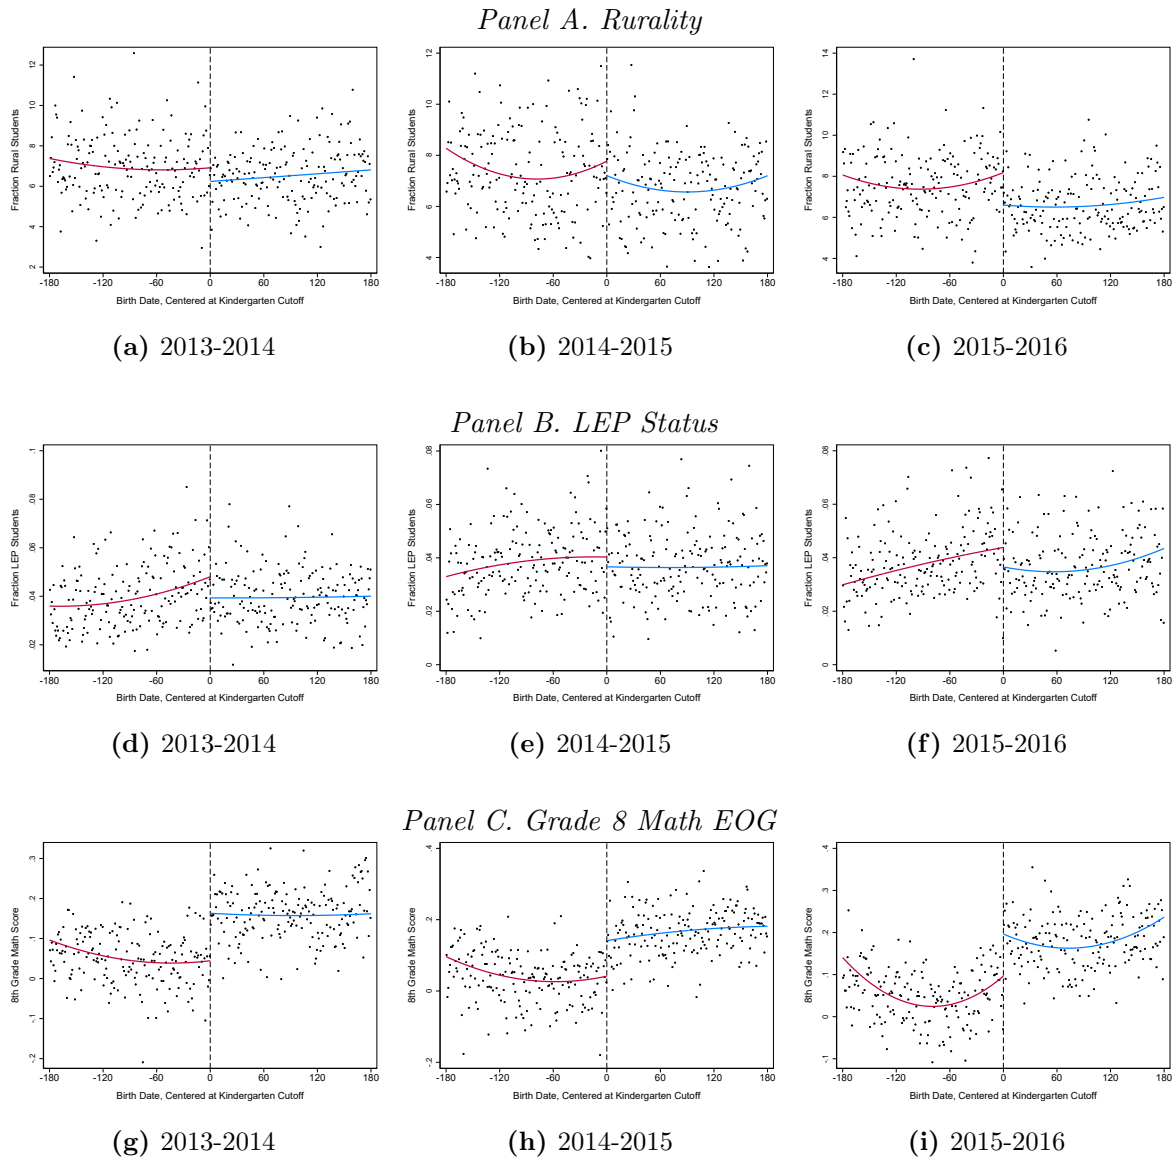 Panel A. Rurality
Fraction Rural Students
2 4 6 8 10 12
-180 -120 -60 0 60 120 180
Birth Date, Centered at Kindergarten Cutoff
(a) 2013-2014
Fraction Rural Students
4 6 8 10 12
-180 -120 -60 0 60 120 180
Birth Date, Centered at Kindergarten Cutoff
(b) 2014-2015
Fraction Rural Students
4 6 8 10 12 14
-180 -120 -60 0 60 120 180
Birth Date, Centered at Kindergarten Cutoff
(c) 2015-2016
Panel B. LEP Status
Fraction LEP Students
.02 .04 .06 .08 .1
-180 -120 -60 0 60 120 180
Birth Date, Centered at Kindergarten Cutoff
(d) 2013-2014
Fraction LEP Students
0 .02 .04 .06 .08
-180 -120 -60 0 60 120 180
Birth Date, Centered at Kindergarten Cutoff
(e) 2014-2015
Fraction LEP Students
0 .02 .04 .06 .08
-180 -120 -60 0 60 120 180
Birth Date, Centered at Kindergarten Cutoff
(f) 2015-2016
Panel C. Grade 8 Math EOG
8th Grade Math Score
-.2 -.1 0 .1 .2 .3
-180 -120 -60 0 60 120 180
Birth Date, Centered at Kindergarten Cutoff
(g) 2013-2014
8th Grade Math Score
-.2 0 .2 .4
-180 -120 -60 0 60 120 180
Birth Date, Centered at Kindergarten Cutoff
(h) 2014-2015
8th Grade Math Score
-.1 0 .1 .2 .3 .4
-180 -120 -60 0 60 120 180
Birth Date, Centered at Kindergarten Cutoff
(i) 2015-2016